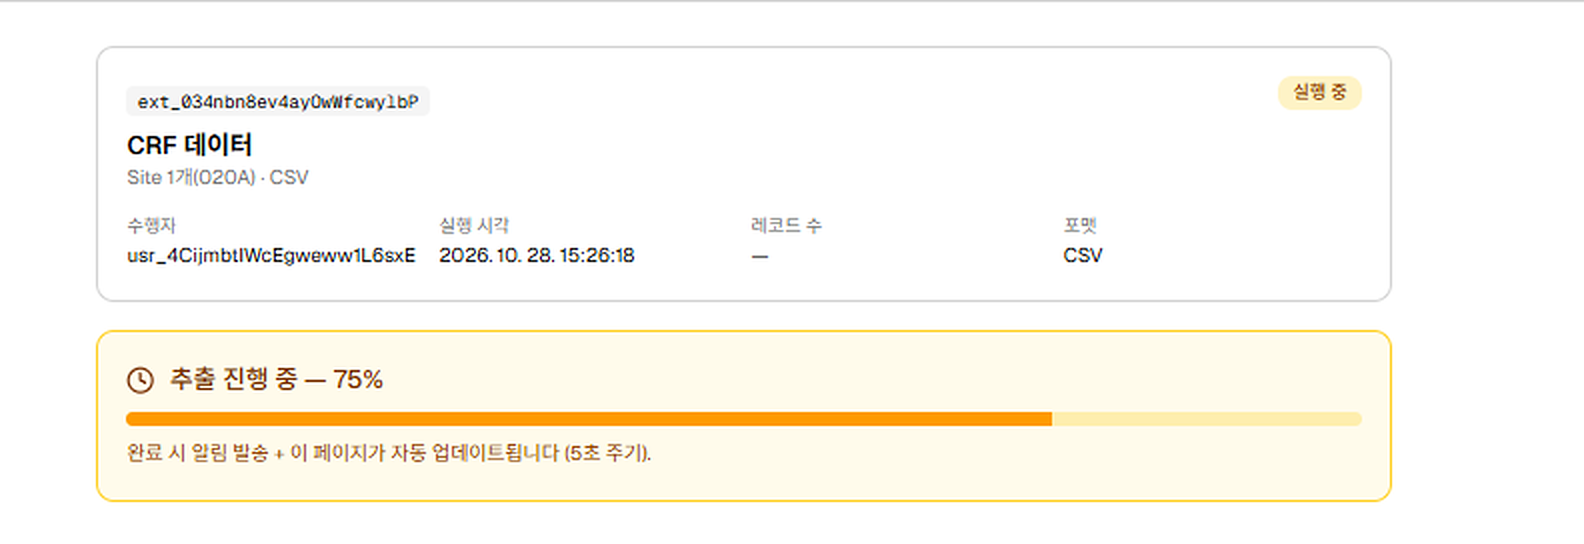 ext_034nbn8ev4ayOwWfcwylbP
실행 중
CRF 데이터
Site 1개(020A) · CSV
수행자
usr_4CijmbtIWcEgweww1L6sxE
실행 시각
2026. 10. 28. 15:26:18
레코드 수
—
포맷
CSV
추출 진행 중 — 75%
완료 시 알림 발송 + 이 페이지가 자동 업데이트됩니다 (5초 주기).